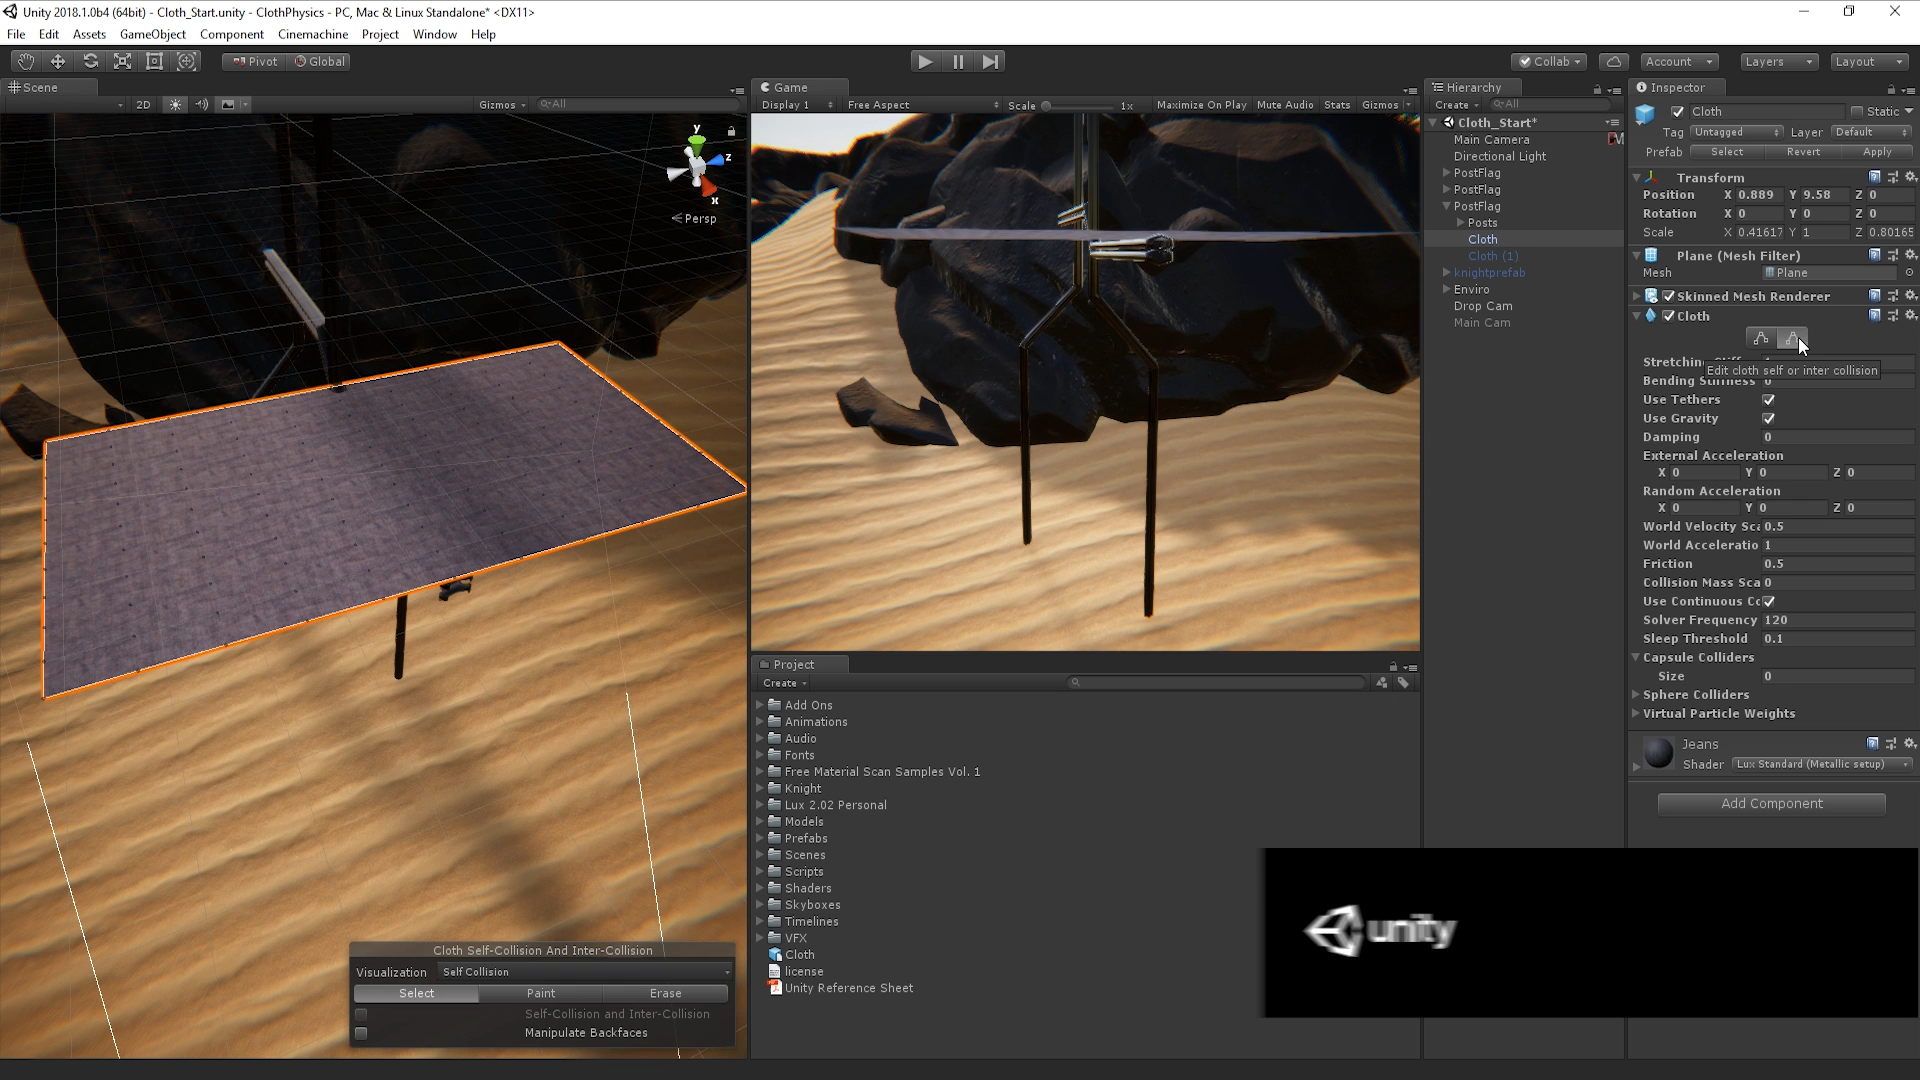 Unity 2018.1.0b4 (64bit) - Cloth_Start.unity - ClothPhysics - PC, Mac & Linux Standalone* <DX11>
File Edit Assets GameObject Component Cinemachine Project Window Help
Pivot Global Collab Account Layers Layout
Scene
2D Gizmos All
y
z
x
Persp
Cloth Self-Collision And Inter-Collision
Visualization Self Collision
Select Paint Erase
Self-Collision and Inter-Collision
Manipulate Backfaces
Game
Display 1 Free Aspect Scale 1x Maximize On Play Mute Audio Stats Gizmos
Project
Create
Add Ons
Animations
Audio
Fonts
Free Material Scan Samples Vol. 1
Knight
Lux 2.02 Personal
Models
Prefabs
Scenes
Scripts
Shaders
Skyboxes
Timelines
VFX
Cloth
license
Unity Reference Sheet
Hierarchy
Create All
Cloth_Start*
Main Camera
Directional Light
PostFlag
PostFlag
PostFlag
Posts
Cloth
Cloth (1)
knightprefab
Enviro
Drop Cam
Main Cam
Inspector
Cloth Static
Tag Untagged Layer Default
Prefab Select Revert Apply
Transform
Position X 0.889 Y 9.58 Z 0
Rotation X 0 Y 0 Z 0
Scale X 0.41617 Y 1 Z 0.80165
Plane (Mesh Filter)
Mesh Plane
Skinned Mesh Renderer
Cloth
Edit cloth self or inter collision
Bending Stiffness 0
Use Tethers
Use Gravity
Damping 0
External Acceleration
X 0 Y 0 Z 0
Random Acceleration
X 0 Y 0 Z 0
World Velocity Sca 0.5
World Acceleratio 1
Friction 0.5
Collision Mass Sca 0
Use Continuous Co
Solver Frequency 120
Sleep Threshold 0.1
Capsule Colliders
Size 0
Sphere Colliders
Virtual Particle Weights
Jeans
Shader Lux Standard (Metallic setup)
Add Component
unity